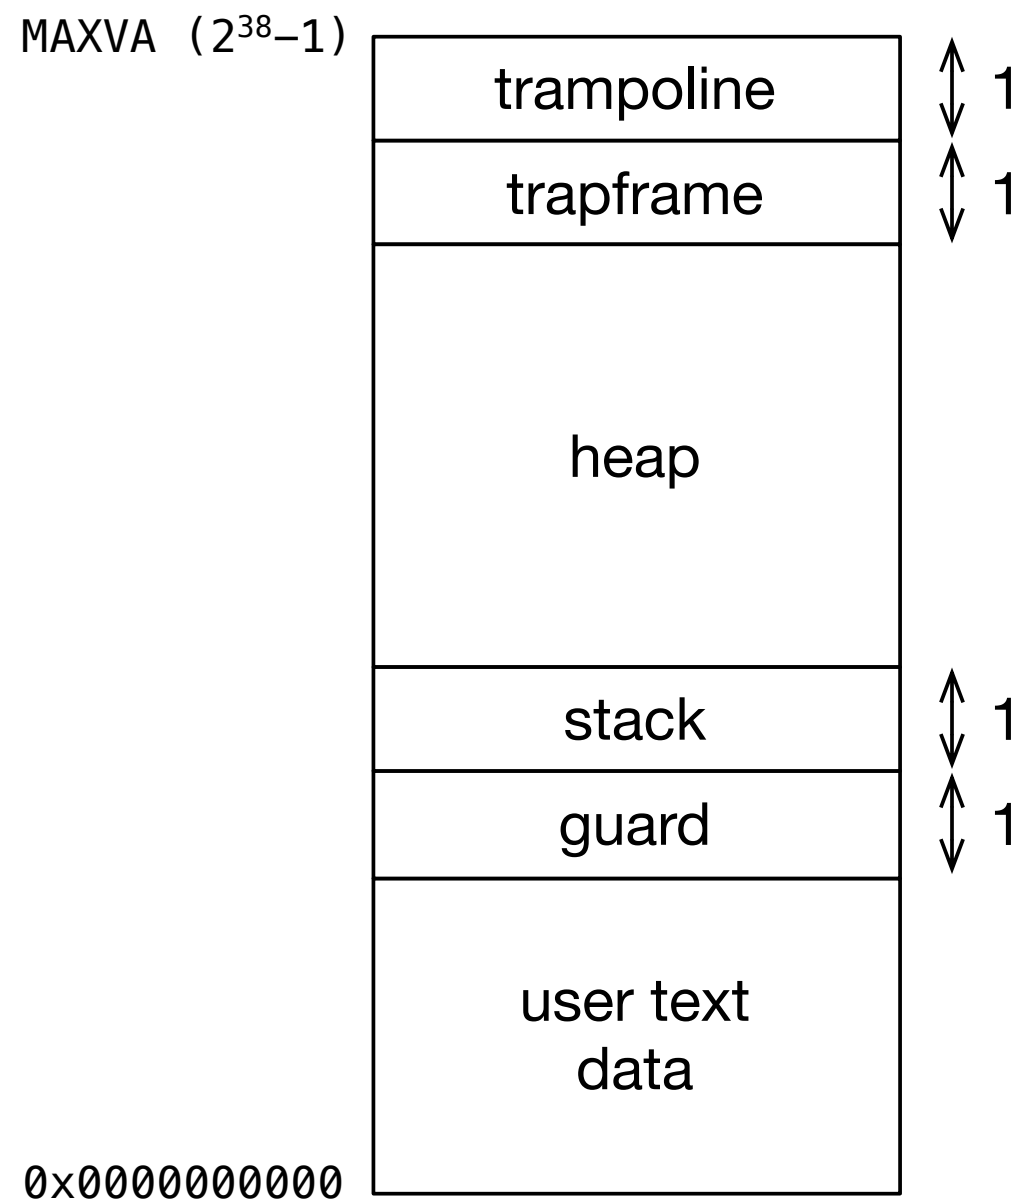 MAXVA (2³⁸–1)
trampoline 1
trapframe 1
heap
stack 1
guard 1
user text
data
0x0000000000